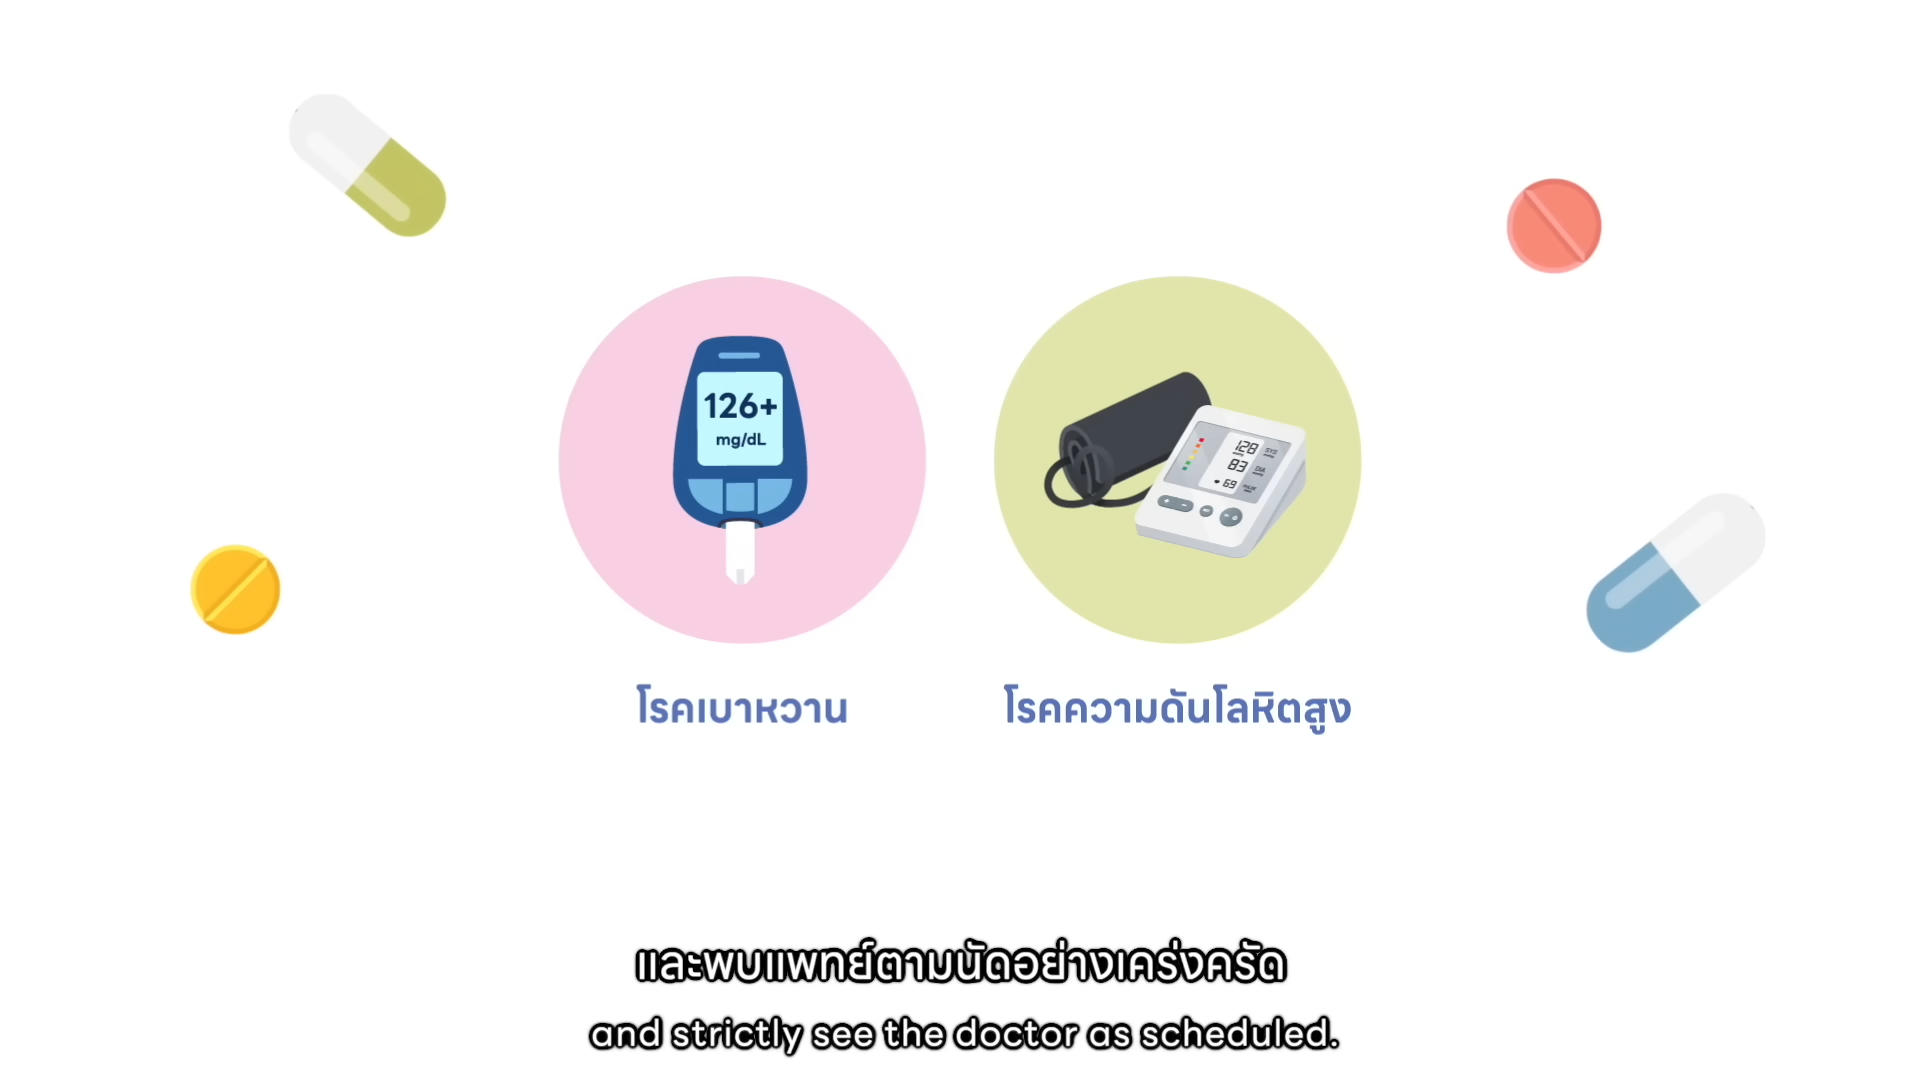 126+
mg/dL
128 SYS
83 DIA
69 PULSE
โรคเบาหวาน
โรคความดันโลหิตสูง
และพบแพทย์ตามนัดอย่างเคร่งครัด
and strictly see the doctor as scheduled.